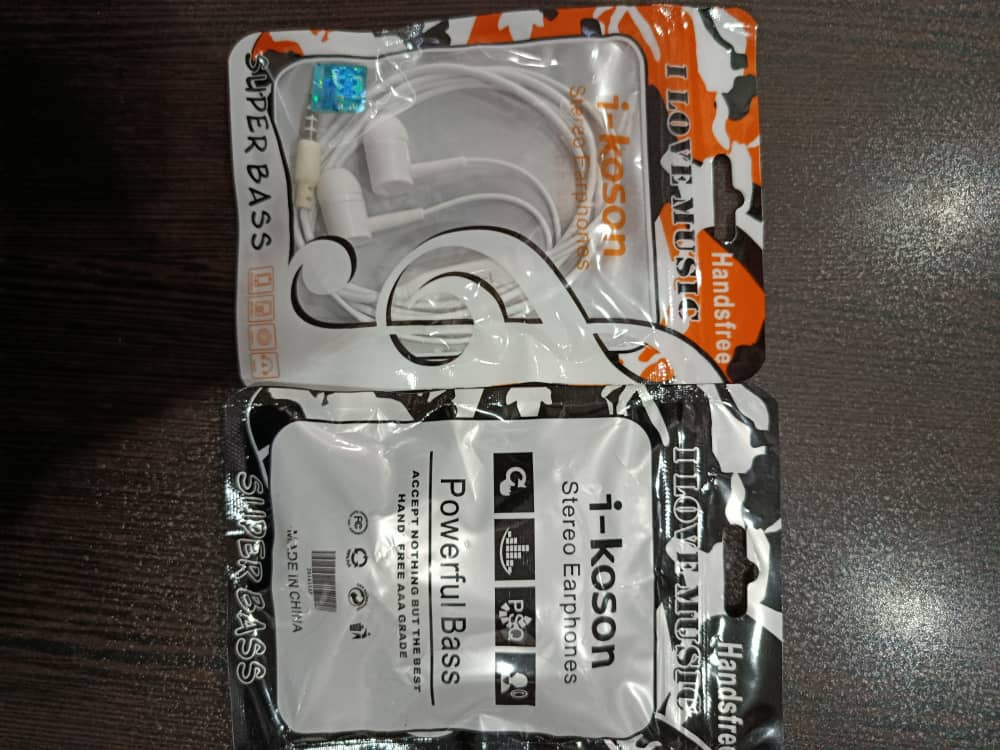 Handsfree
I LOVE MUSIC
i-koson
Stereo Earphones
SUPER BASS
Handsfree
I LOVE MUSIC
i-koson
Stereo Earphones
Powerful Bass
ACCEPT NOTHING BUT THE BEST
HAND FREE AAA GRADE
FC
MADE IN CHINA
SUPER BASS